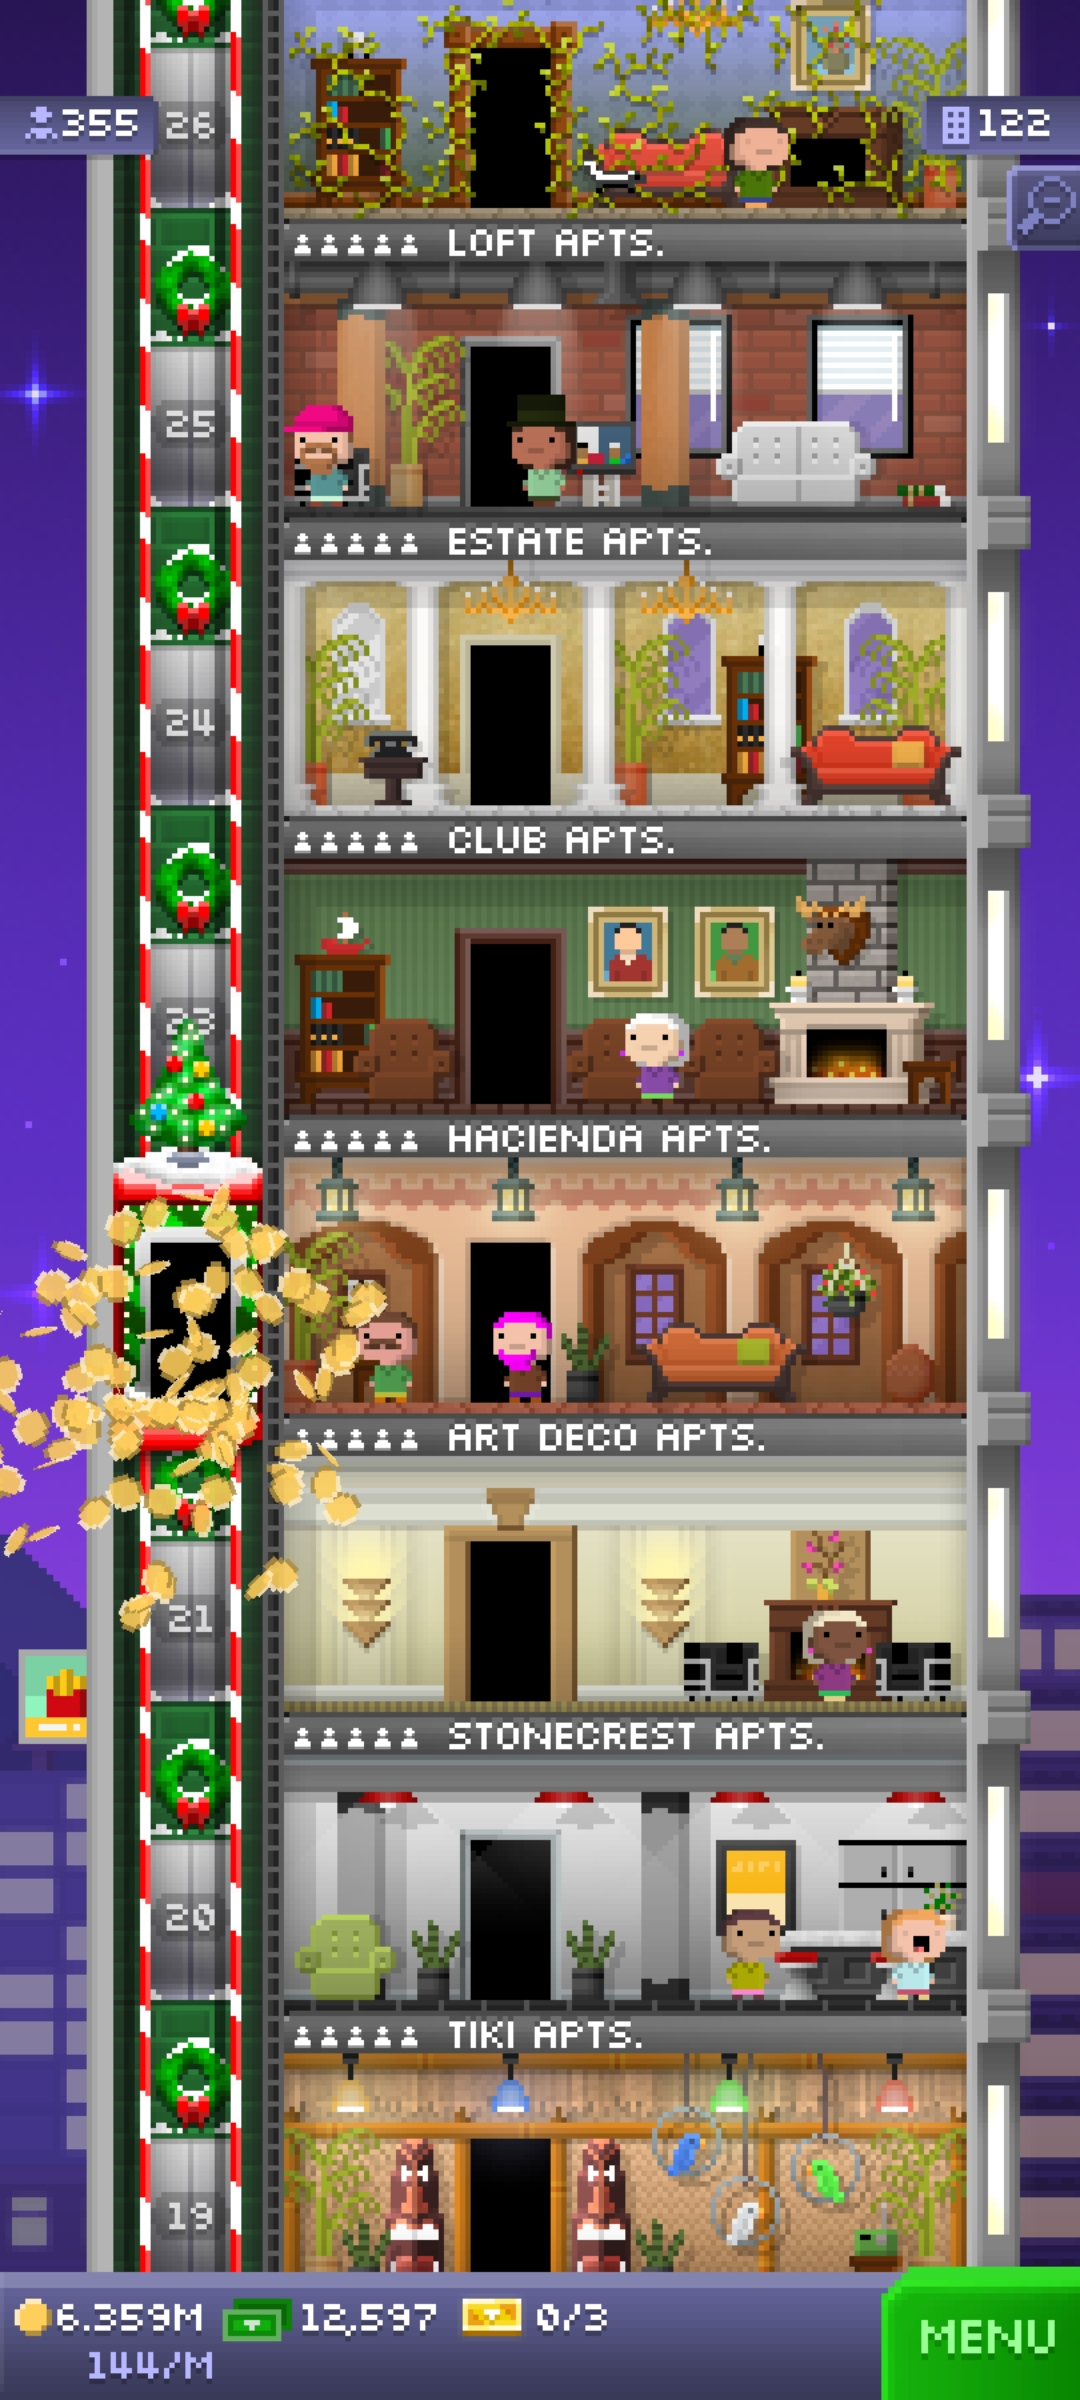 355
26
122
LOFT APTS.
25
ESTATE APTS.
24
CLUB APTS.
23
HACIENDA APTS.
ART DECO APTS.
21
STONECREST APTS.
20
TIKI APTS.
19
6.359M 12,597 0/3
144/M
MENU